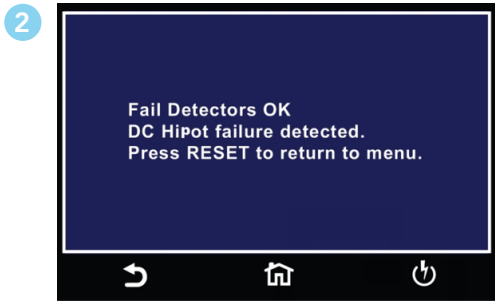 2
Fail Detectors OK
DC Hipot failure detected.
Press RESET to return to menu.